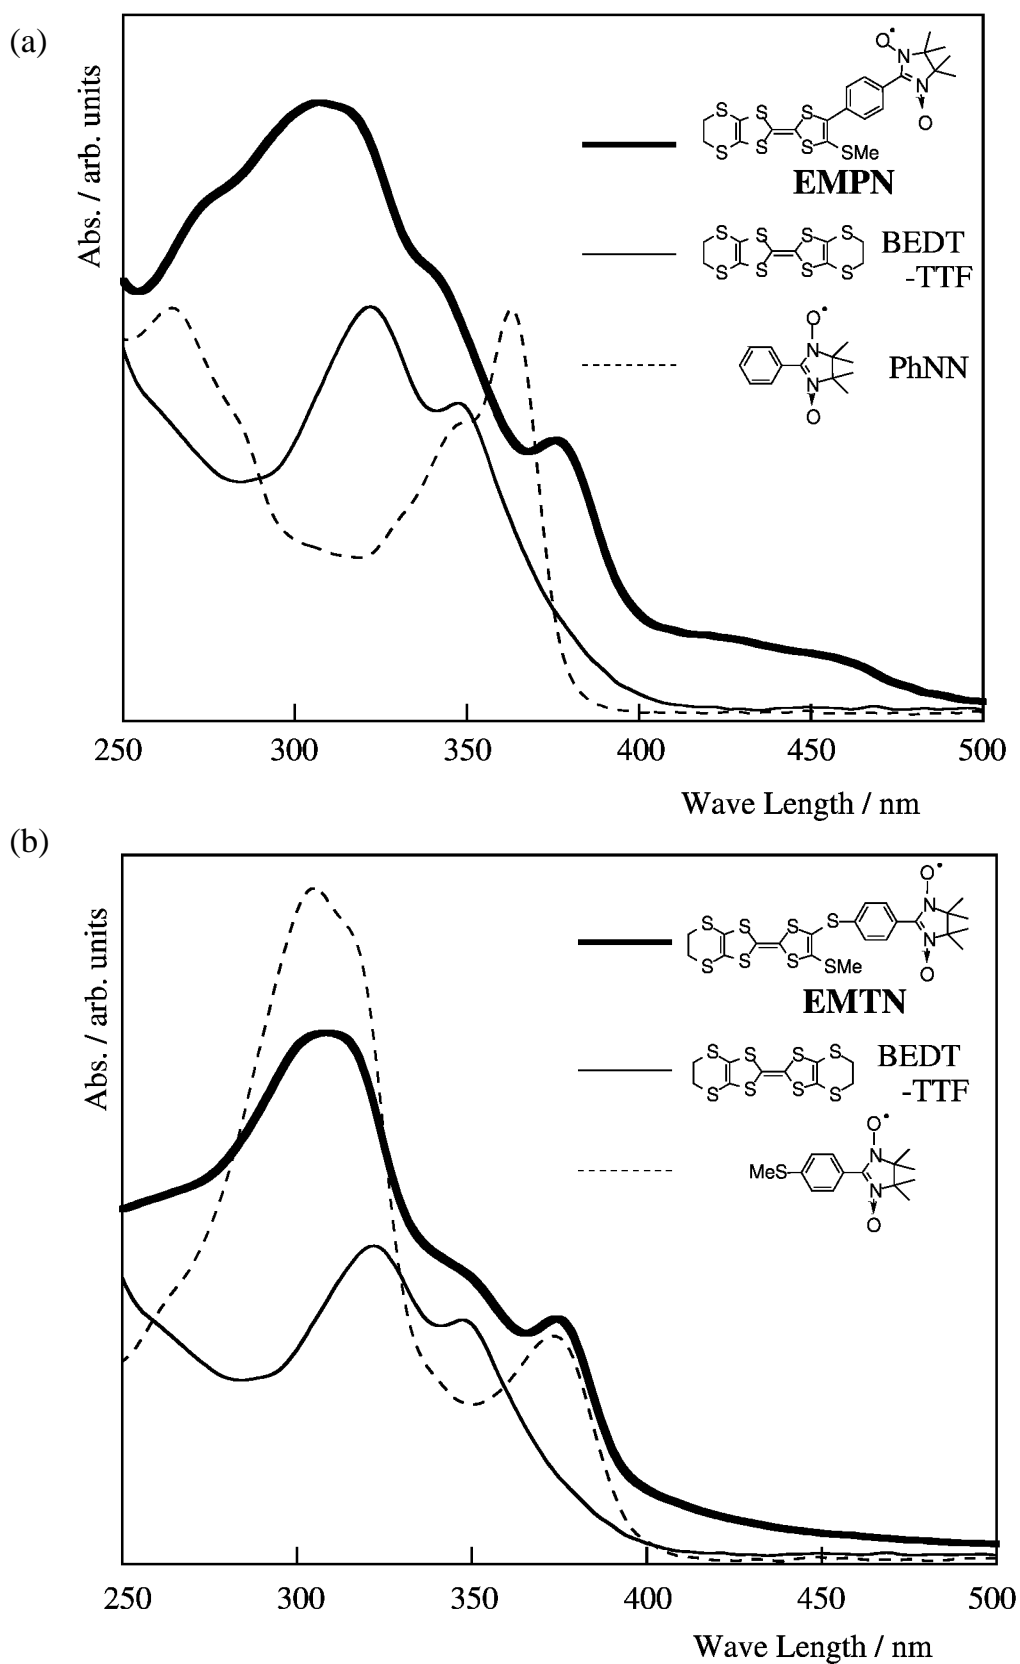 (a)
Abs. / arb. units
O•
N
N
O
S S S
S S S SMe
EMPN
S S S S
S S S S
BEDT
-TTF
O•
N
N
O
PhNN
250 300 350 400 450 500
Wave Length / nm
(b)
Abs. / arb. units
O•
N
N
O
S S S S
S S S SMe
EMTN
S S S S
S S S S
BEDT
-TTF
O•
MeS
N
N
O
250 300 350 400 450 500
Wave Length / nm